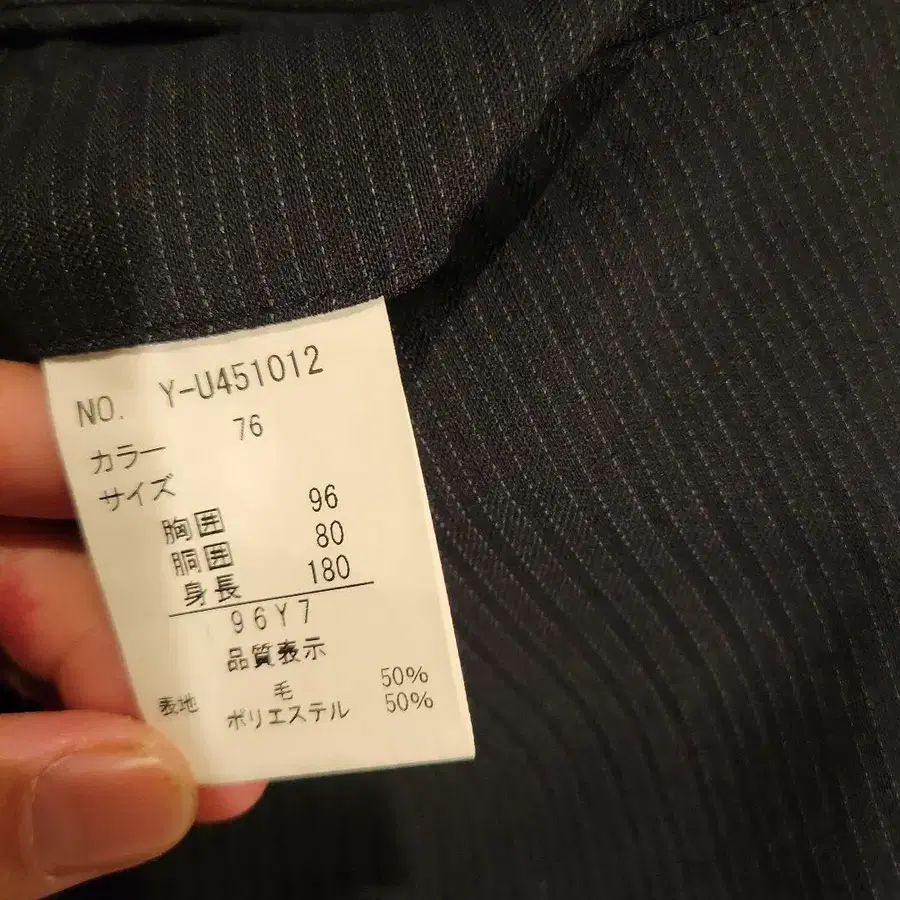 NO. Y-U451012
カラー 76
サイズ
胸囲 96
胴囲 80
身長 180
96Y7
品質表示
表地 毛 50%
ポリエステル 50%